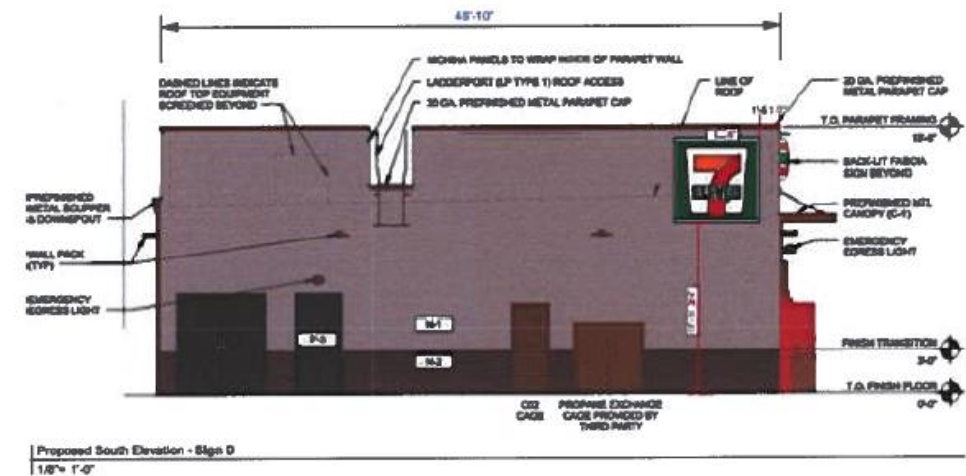 48'-10"
NICHIHA PANELS TO WRAP INSIDE OF PARAPET WALL
DASHED LINES INDICATE
ROOF TOP EQUIPMENT
SCREENED BEYOND
LADDERPORT (LP TYPE 1) ROOF ACCESS
20 GA. PREFINISHED METAL PARAPET CAP
LINE OF
ROOF
20 GA. PREFINISHED
METAL PARAPET CAP
T.O. PARAPET FRAMING
7
BACK-LIT FASCIA
SIGN BEYOND
PREFINISHED
METAL SCUPPER
& DOWNSPOUT
PREFINISHED MTL
CANOPY (C-1)
WALL PACK
(TYP)
EMERGENCY
EGRESS LIGHT
EMERGENCY
EGRESS LIGHT
N-1
N-2
FINISH TRANSITION
3'-0"
T.O. FINISH FLOOR
0'-0"
CO2
CAGE
PROPANE EXCHANGE
CAGE PROVIDED BY
THIRD PARTY
Proposed South Elevation - Sign D
1/8"= 1'-0"